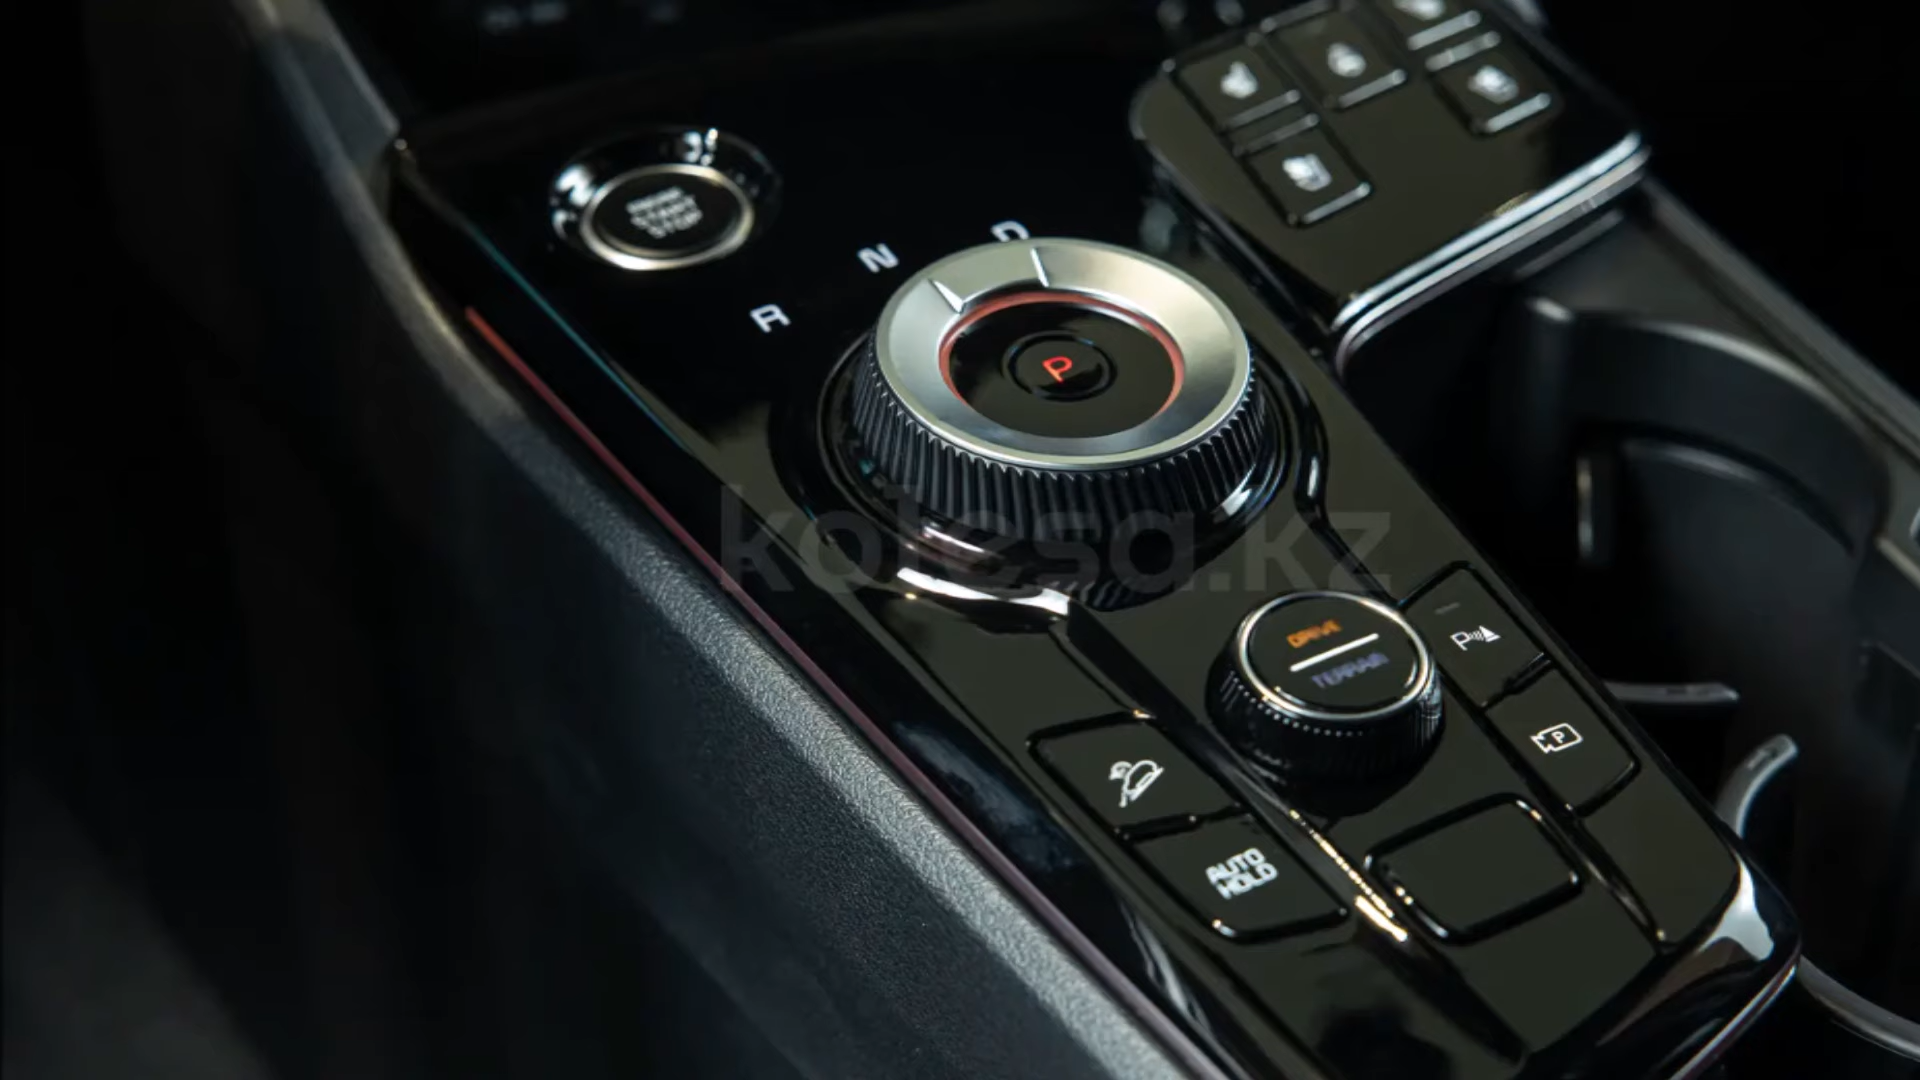 ENGINE
START
STOP
R
N
D
P
kolesa.kz
DRIVE
TERRAIN
P
P
AUTO
HOLD